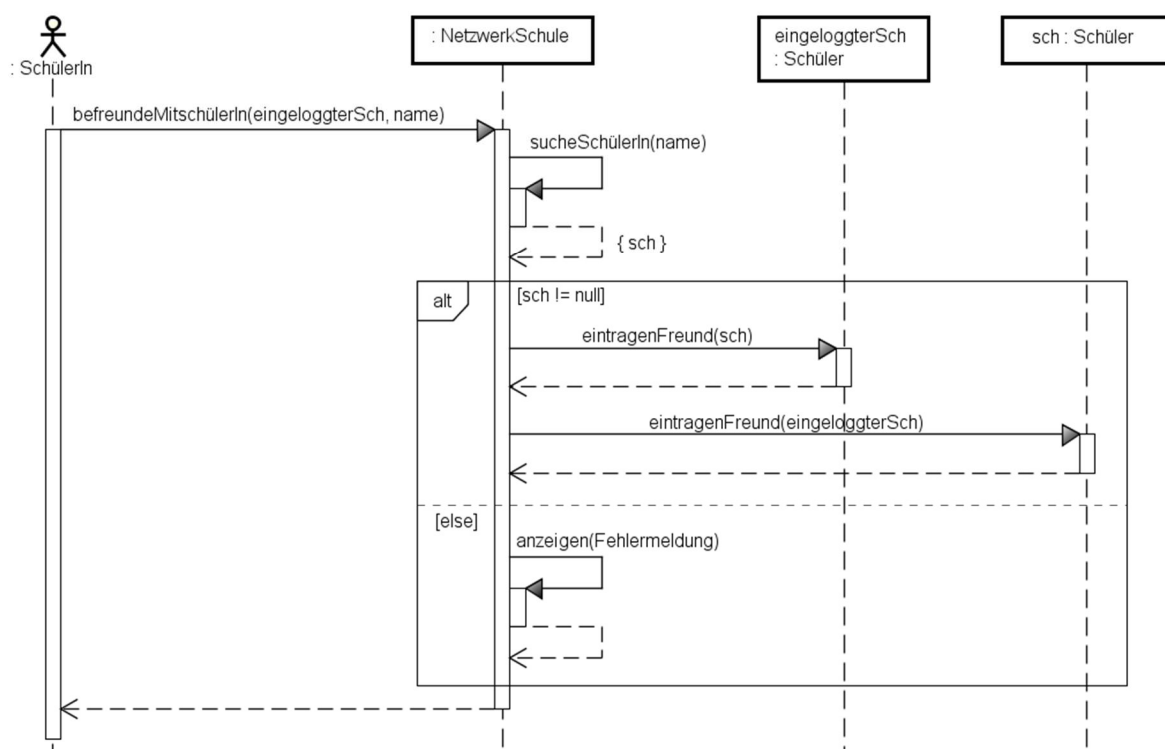 : SchülerIn
: NetzwerkSchule
eingeloggterSch
: Schüler
sch : Schüler
befreundeMitschülerIn(eingeloggterSch, name)
sucheSchülerIn(name)
{ sch }
alt
[sch != null]
eintragenFreund(sch)
eintragenFreund(eingeloggterSch)
[else]
anzeigen(Fehlermeldung)